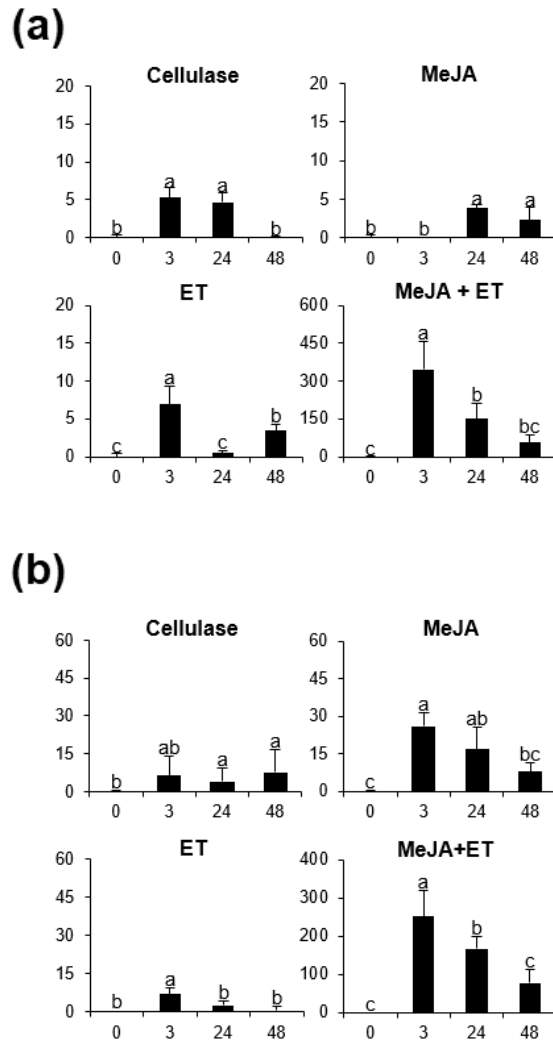 (a)
Cellulase MeJA
20 20
15 15
10 10
5 a a 5 a a
0 b b 0 b b
0 3 24 48 0 3 24 48
ET MeJA + ET
20 600
15 450 a
10 a 300
5 b 150 b
0 c c 0 c bc
0 3 24 48 0 3 24 48
(b)
Cellulase MeJA
60 60
45 45
30 30 a ab
15 ab a a 15 bc
0 b 0 c
0 3 24 48 0 3 24 48
ET MeJA+ET
60 400
45 300 a
30 200 b
15 a 100 c
0 b b b 0 c
0 3 24 48 0 3 24 48